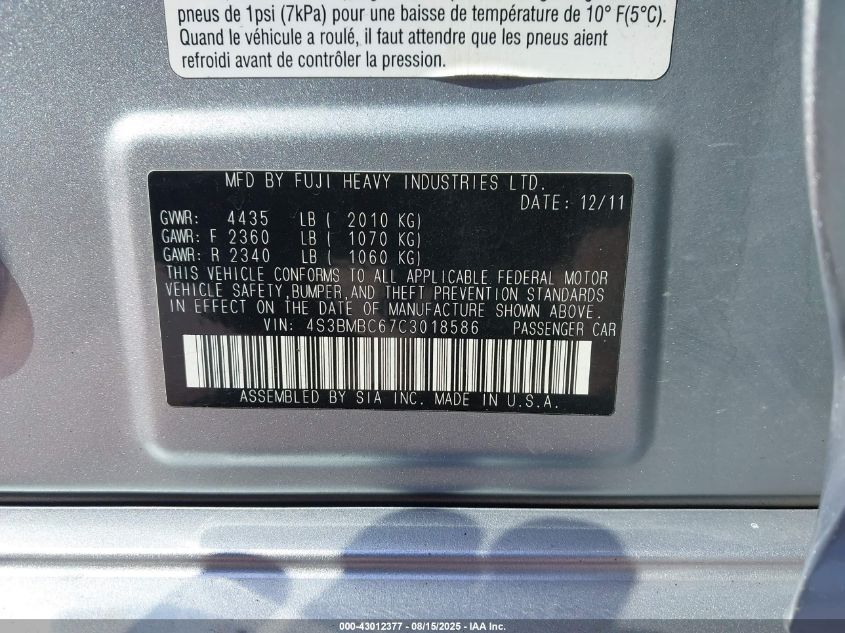 pneus de 1psi (7kPa) pour une baisse de température de 10° F(5°C).
Quand le véhicule a roulé, il faut attendre que les pneus aient
refroidi avant de contrôler la pression.
MFD BY FUJI HEAVY INDUSTRIES LTD.
DATE: 12/11
GVWR: 4435 LB ( 2010 KG)
GAWR: F 2360 LB ( 1070 KG)
GAWR: R 2340 LB ( 1060 KG)
THIS VEHICLE CONFORMS TO ALL APPLICABLE FEDERAL MOTOR
VEHICLE SAFETY, BUMPER, AND THEFT PREVENTION STANDARDS
IN EFFECT ON THE DATE OF MANUFACTURE SHOWN ABOVE.
VIN: 4S3BMBC67C3018586 PASSENGER CAR
ASSEMBLED BY SIA INC. MADE IN U.S.A.
000-43012377 - 08/15/2025 - IAA Inc.